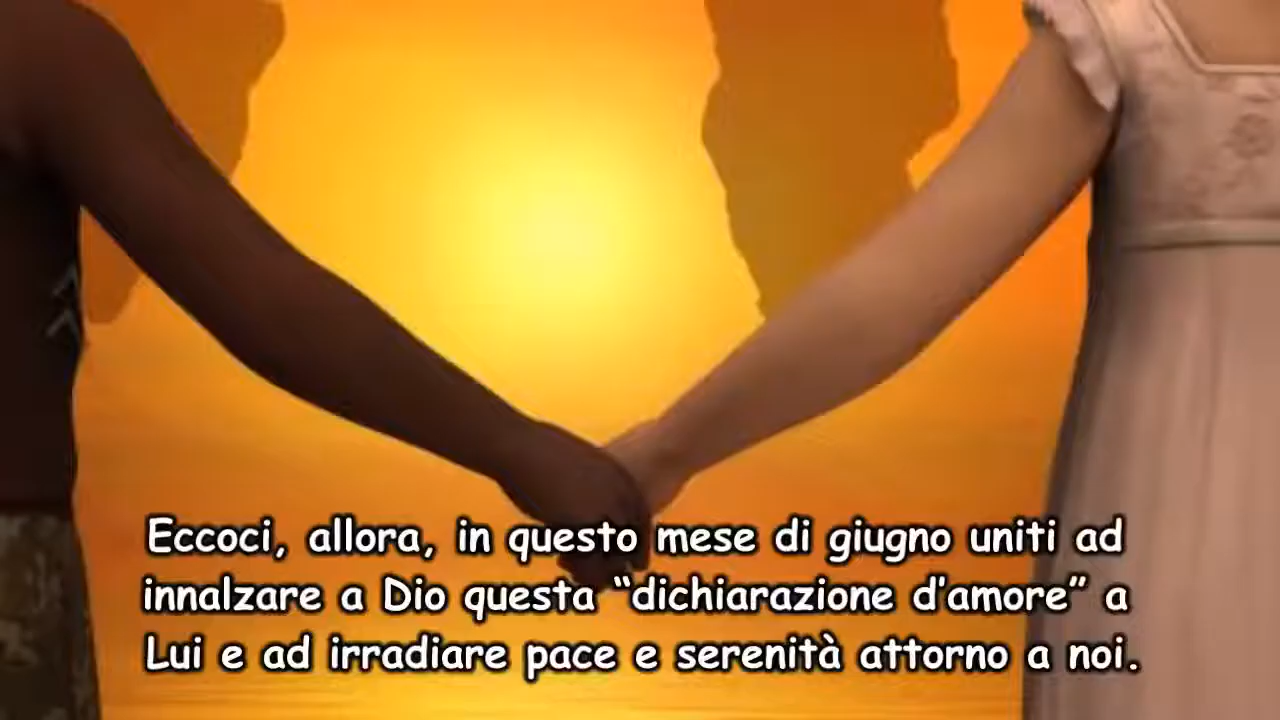 Eccoci, allora, in questo mese di giugno uniti ad
innalzare a Dio questa “dichiarazione d’amore” a
Lui e ad irradiare pace e serenità attorno a noi.